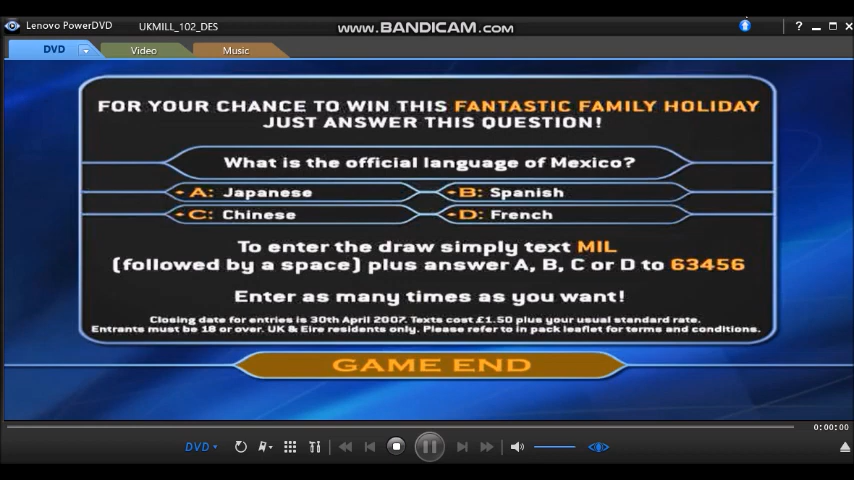 Lenovo PowerDVD UKMILL_102_DES
www.BANDICAM.com
?
DVD Video Music
FOR YOUR CHANCE TO WIN THIS FANTASTIC FAMILY HOLIDAY
JUST ANSWER THIS QUESTION!
What is the official language of Mexico?
A: Japanese B: Spanish
C: Chinese D: French
To enter the draw simply text MIL
(followed by a space) plus answer A, B, C or D to 63456
Enter as many times as you want!
Closing date for entries is 30th April 2007. Texts cost £1.50 plus your usual standard rate.
Entrants must be 18 or over. UK & Eire residents only. Please refer to in pack leaflet for terms and conditions.
GAME END
0:00:00
DVD